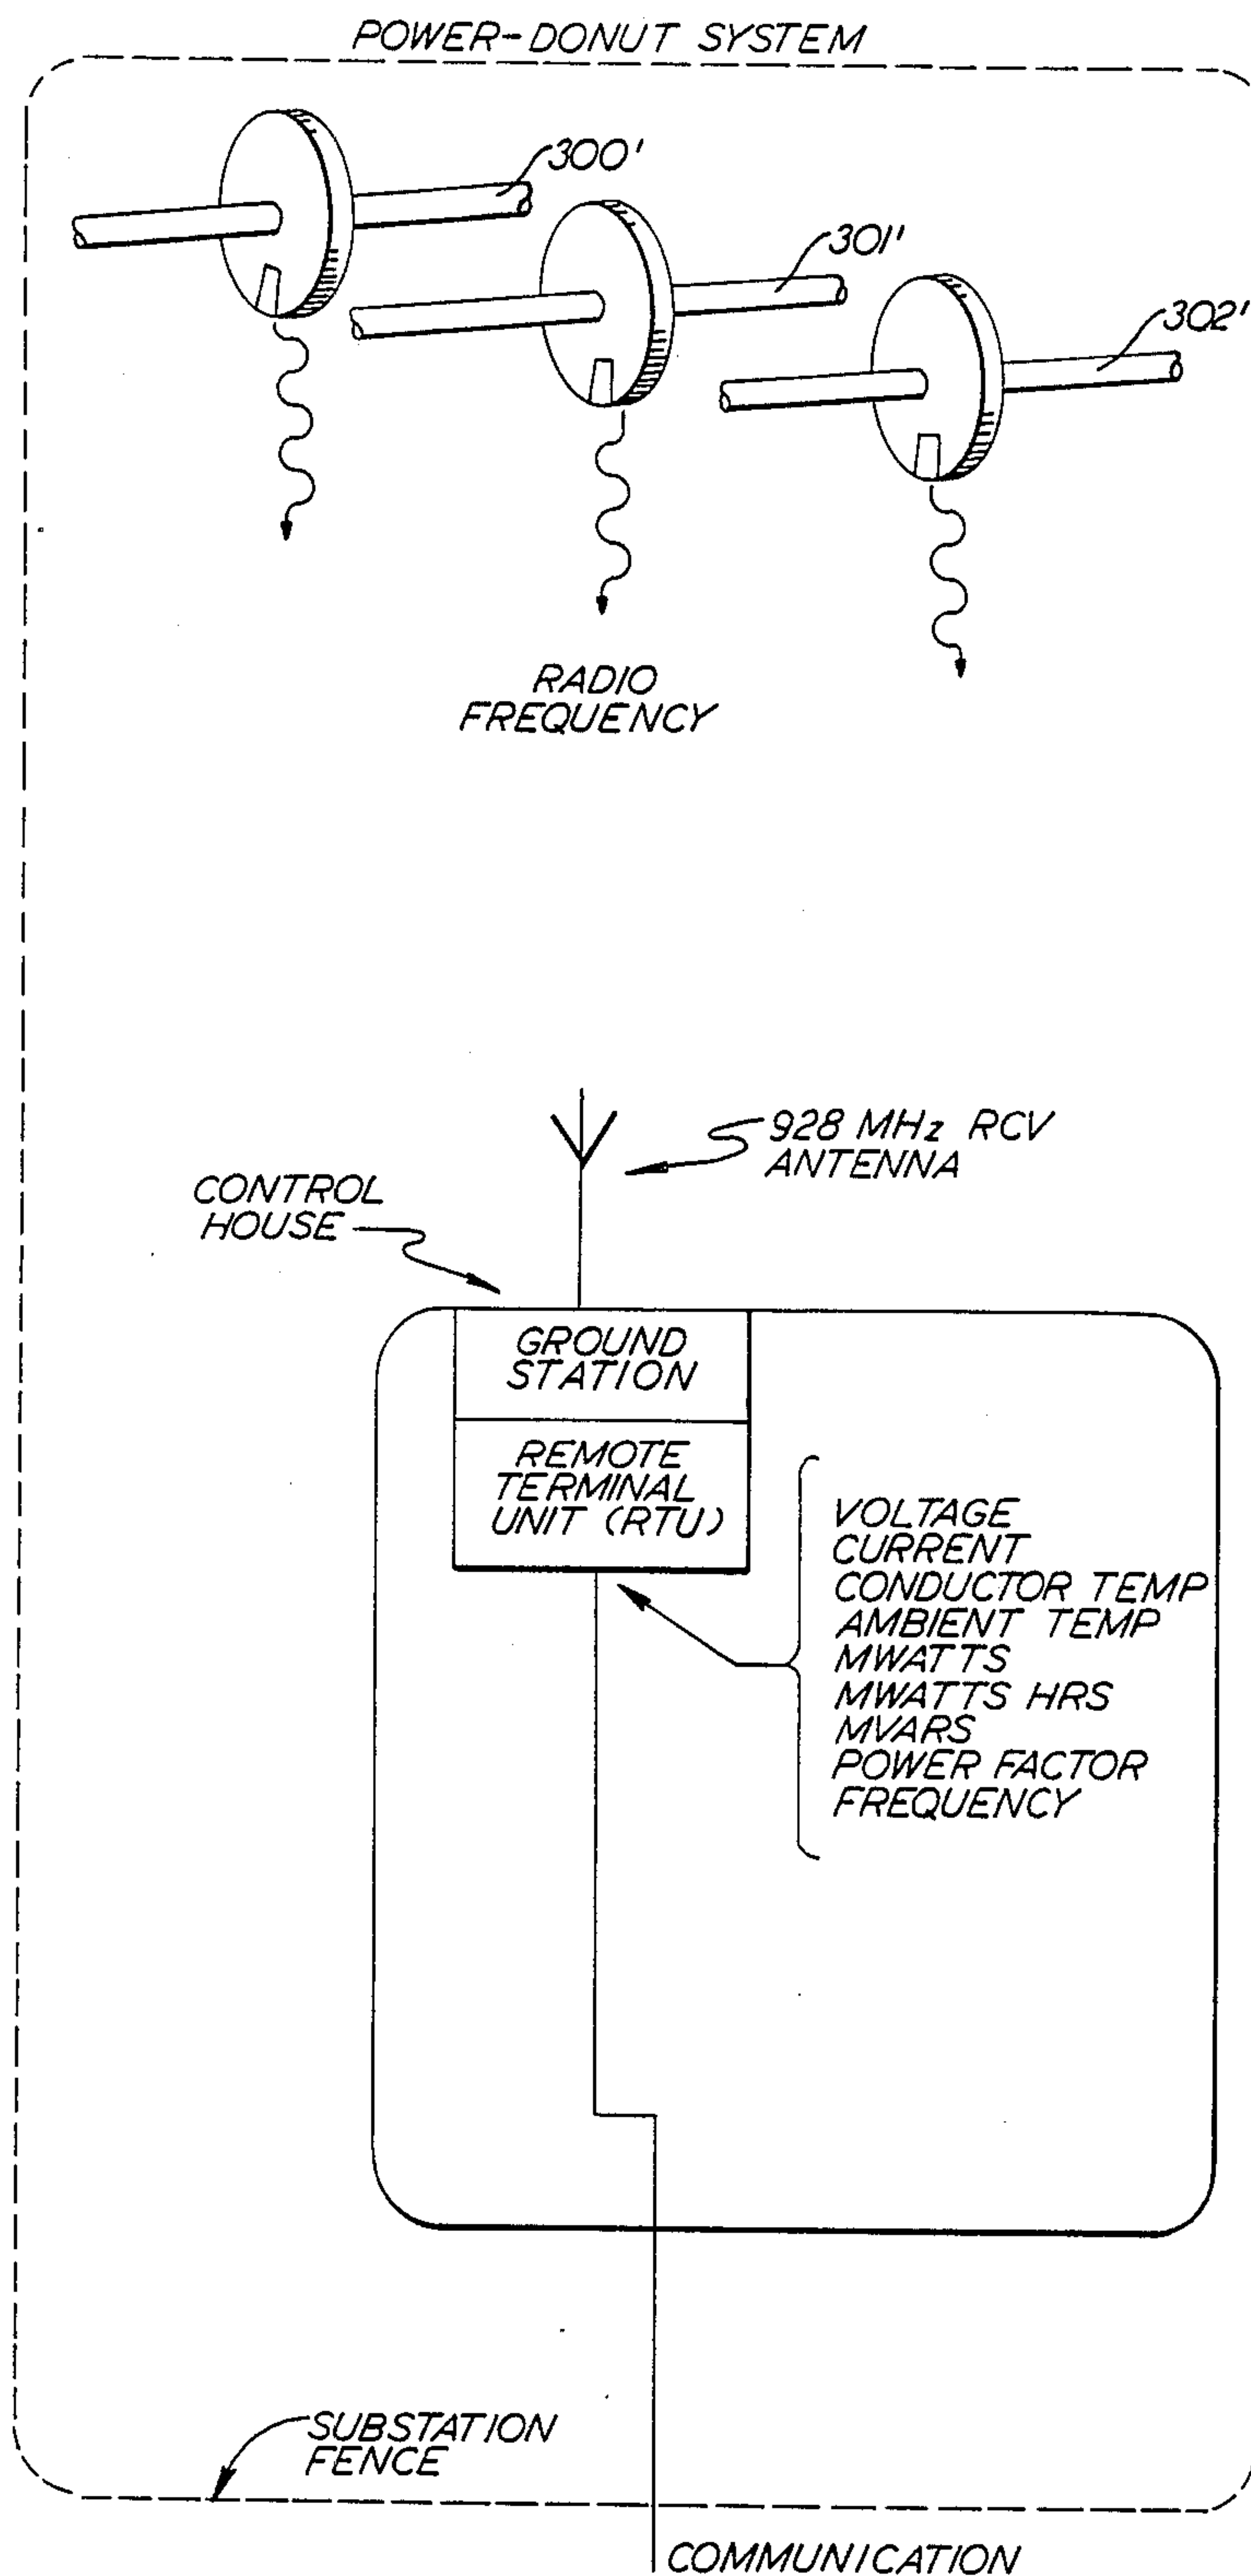 POWER-DONUT SYSTEM
300'
301'
302'
RADIO
FREQUENCY
928 MHz RCV
ANTENNA
CONTROL
HOUSE
GROUND
STATION
REMOTE
TERMINAL
UNIT (RTU)
VOLTAGE
CURRENT
CONDUCTOR TEMP
AMBIENT TEMP
MWATTS
MWATTS HRS
MVARS
POWER FACTOR
FREQUENCY
SUBSTATION
FENCE
COMMUNICATION